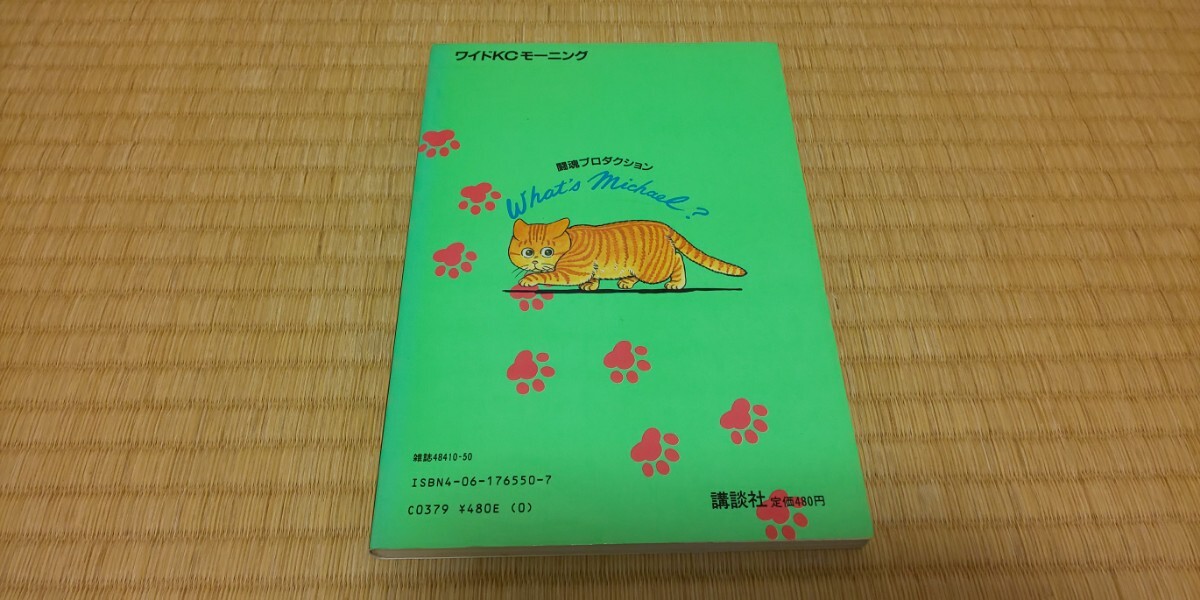 ワイドKCモーニング
闘魂プロダクション
What's Michael?
雑誌48410-50
ISBN4-06-176550-7
C0379 ¥480E (0)
講談社 定価480円